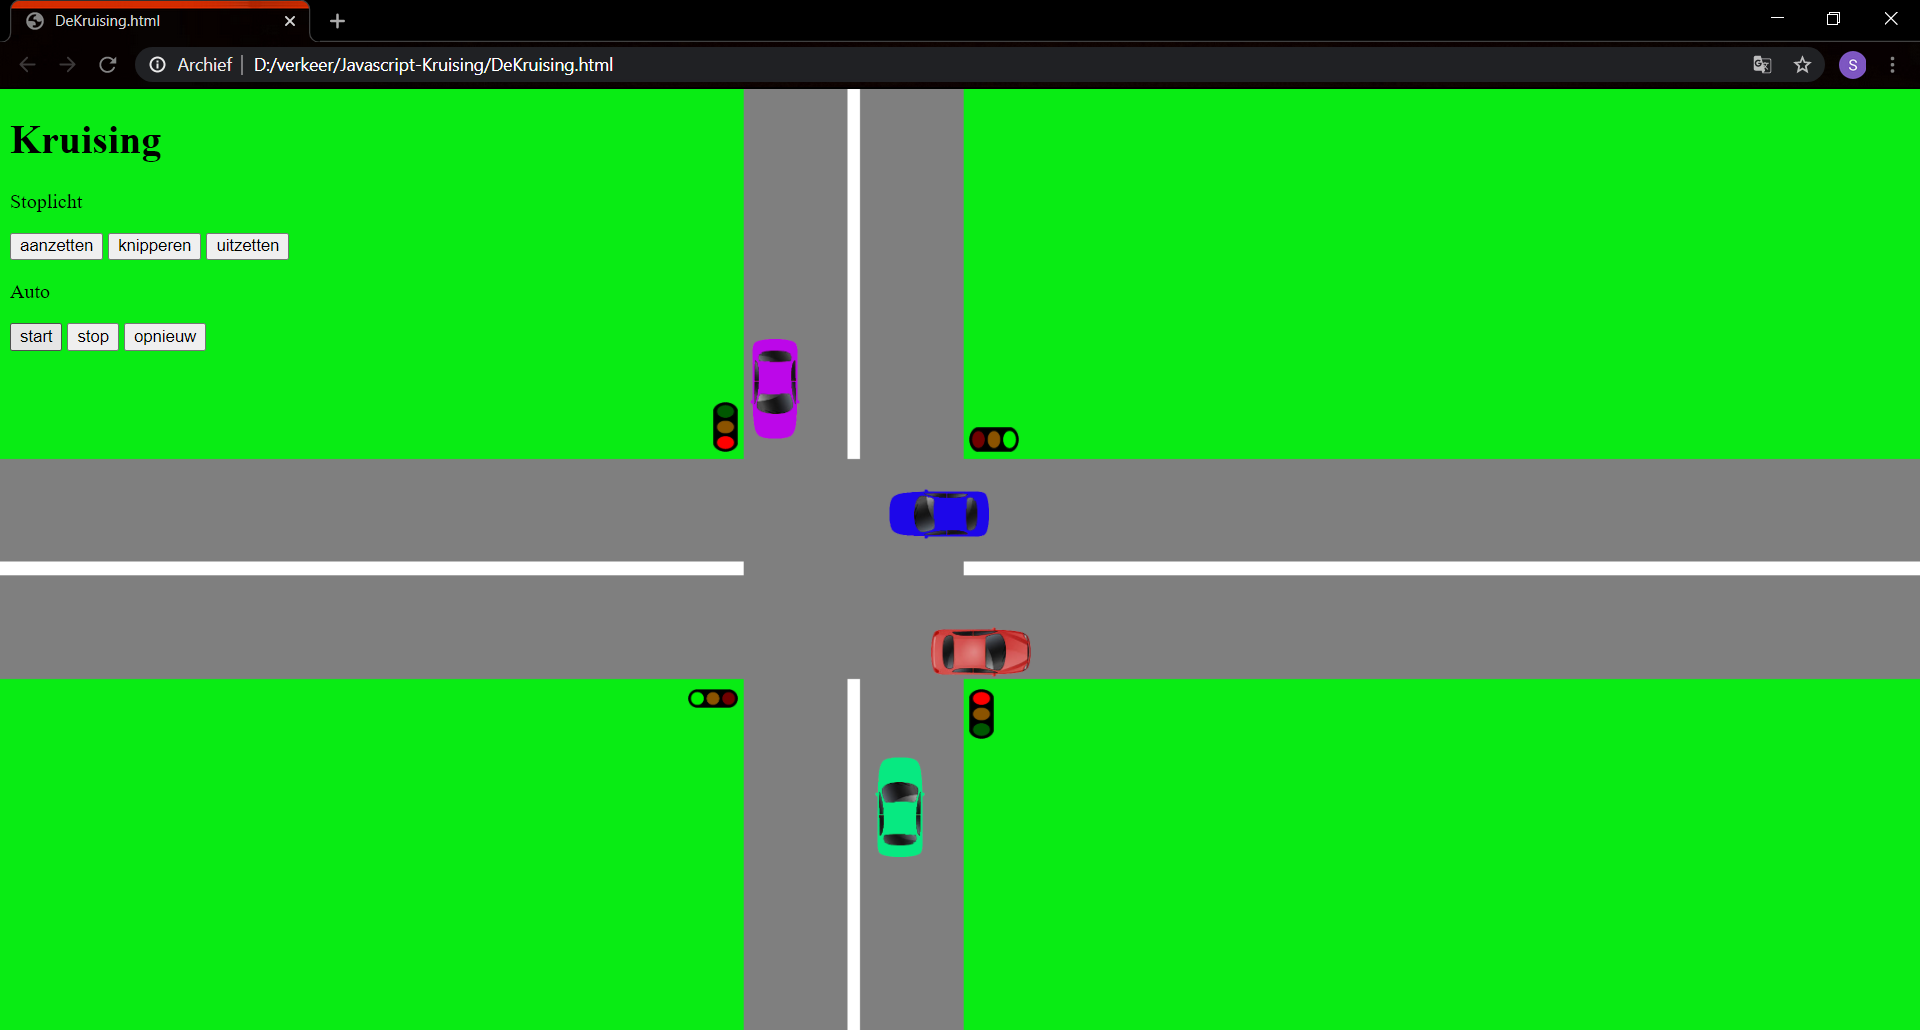 DeKruising.html
Archief | D:/verkeer/Javascript-Kruising/DeKruising.html
S
Kruising
Stoplicht
aanzetten knipperen uitzetten
Auto
start stop opnieuw